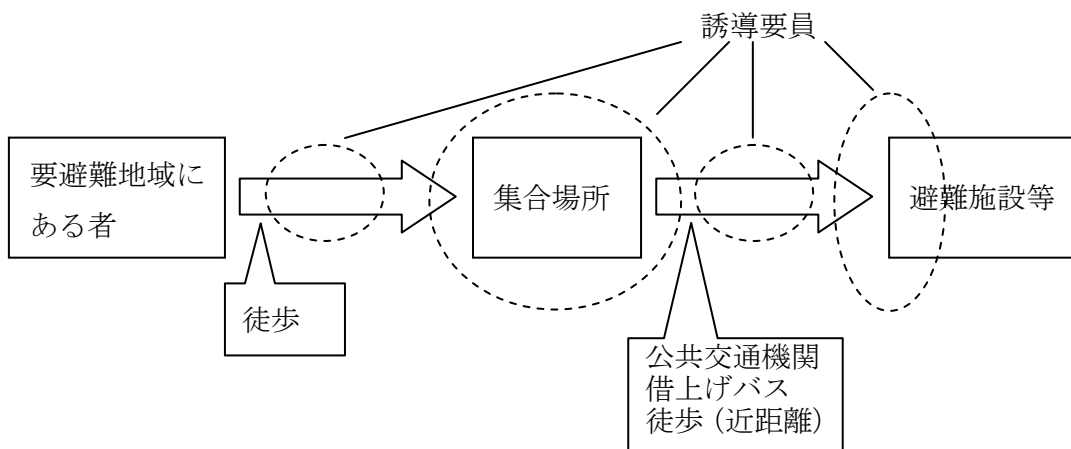 誘導要員
要避難地域に
ある者
集合場所
避難施設等
徒歩
公共交通機関
借上げバス
徒歩（近距離）